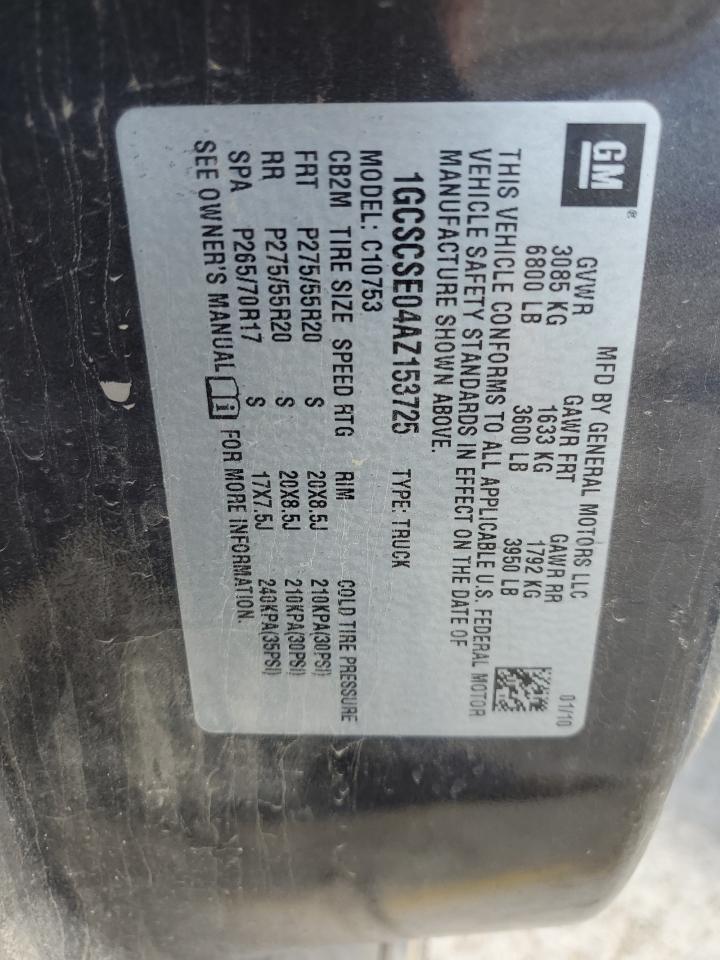 GM®
MFD BY GENERAL MOTORS LLC 01/10
GVWR GAWR FRT GAWR RR
3085 KG 1633 KG 1792 KG
6800 LB 3600 LB 3950 LB
THIS VEHICLE CONFORMS TO ALL APPLICABLE U.S. FEDERAL MOTOR
VEHICLE SAFETY STANDARDS IN EFFECT ON THE DATE OF
MANUFACTURE SHOWN ABOVE.
1GCSCSE04AZ153725 TYPE: TRUCK
MODEL: C10753
CB2M TIRE SIZE SPEED RTG RIM COLD TIRE PRESSURE
FRT P275/55R20 S 20X8.5J 210KPA(30PSI)
RR P275/55R20 S 20X8.5J 210KPA(30PSI)
SPA P265/70R17 S 17X7.5J 240KPA(35PSI)
SEE OWNER'S MANUAL FOR MORE INFORMATION.